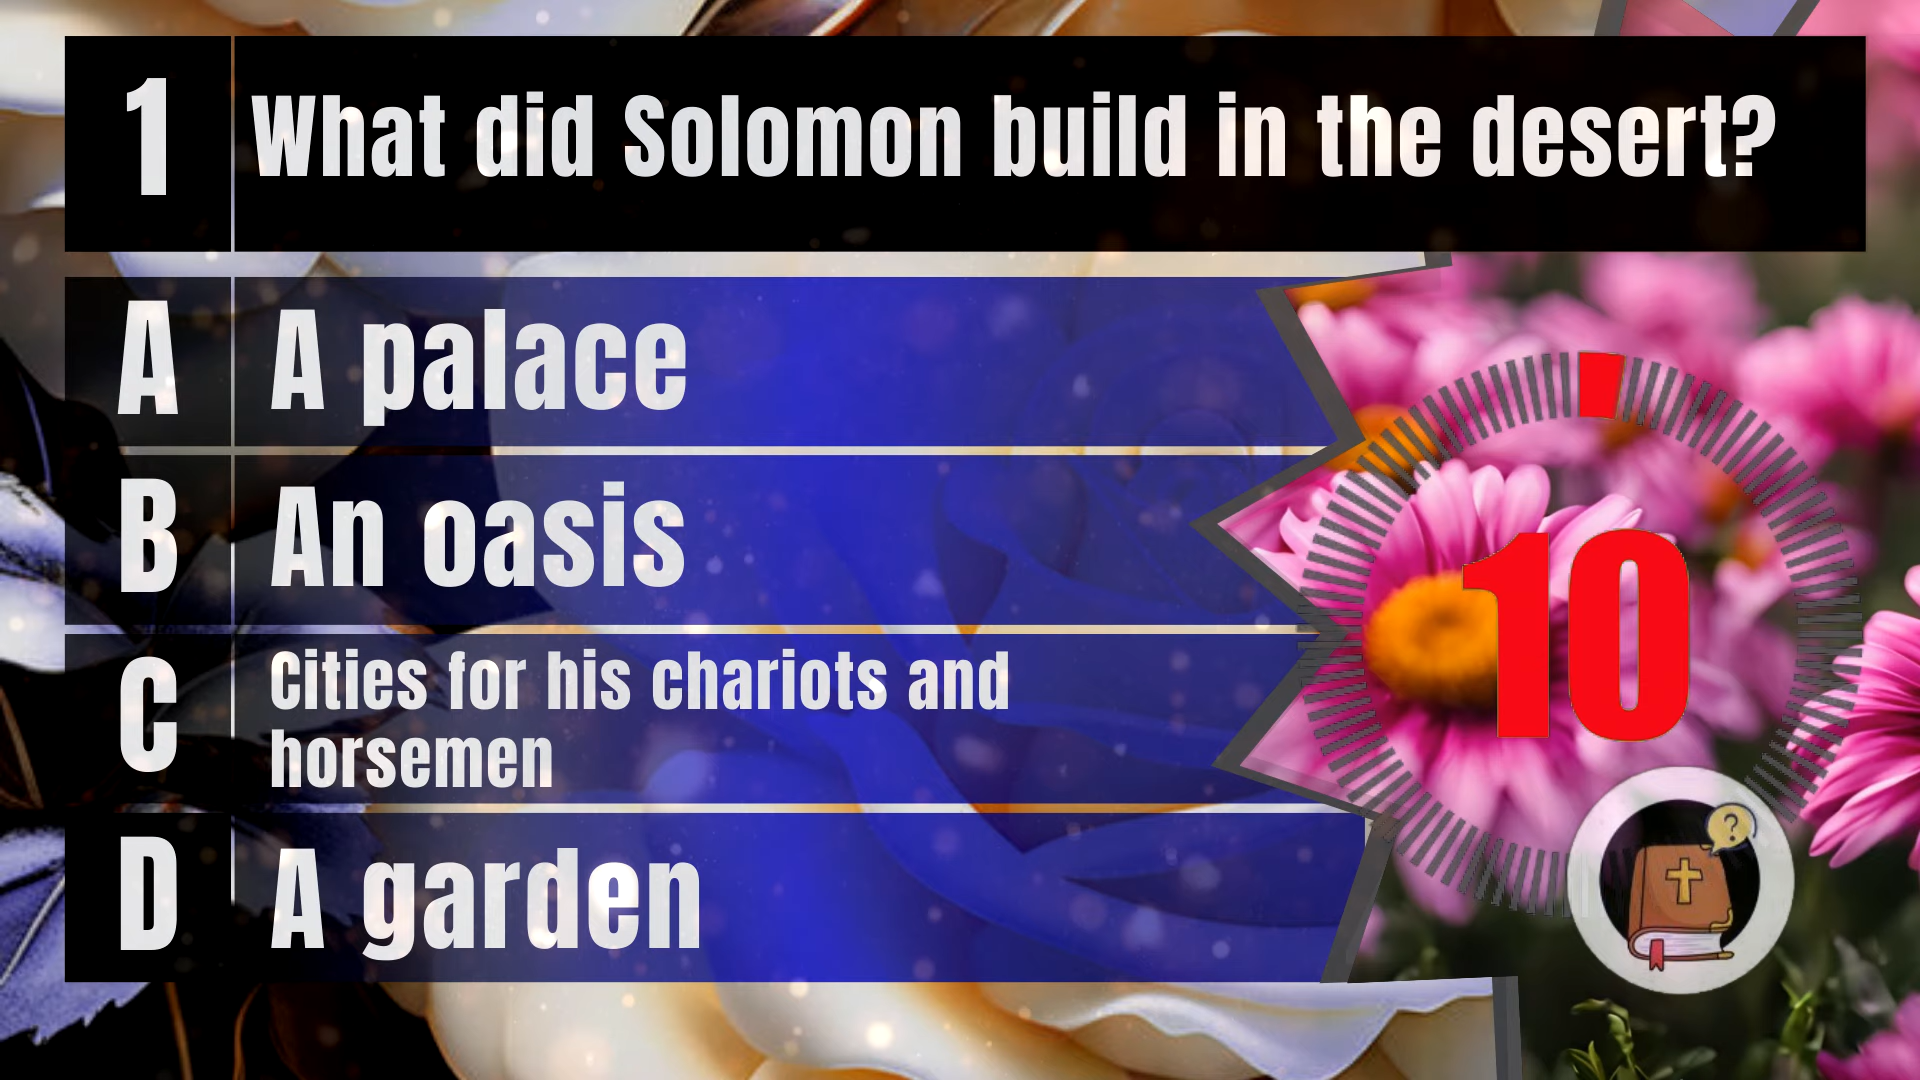 1 What did Solomon build in the desert?
A A palace
B An oasis
C Cities for his chariots and
horsemen
D A garden
10
?